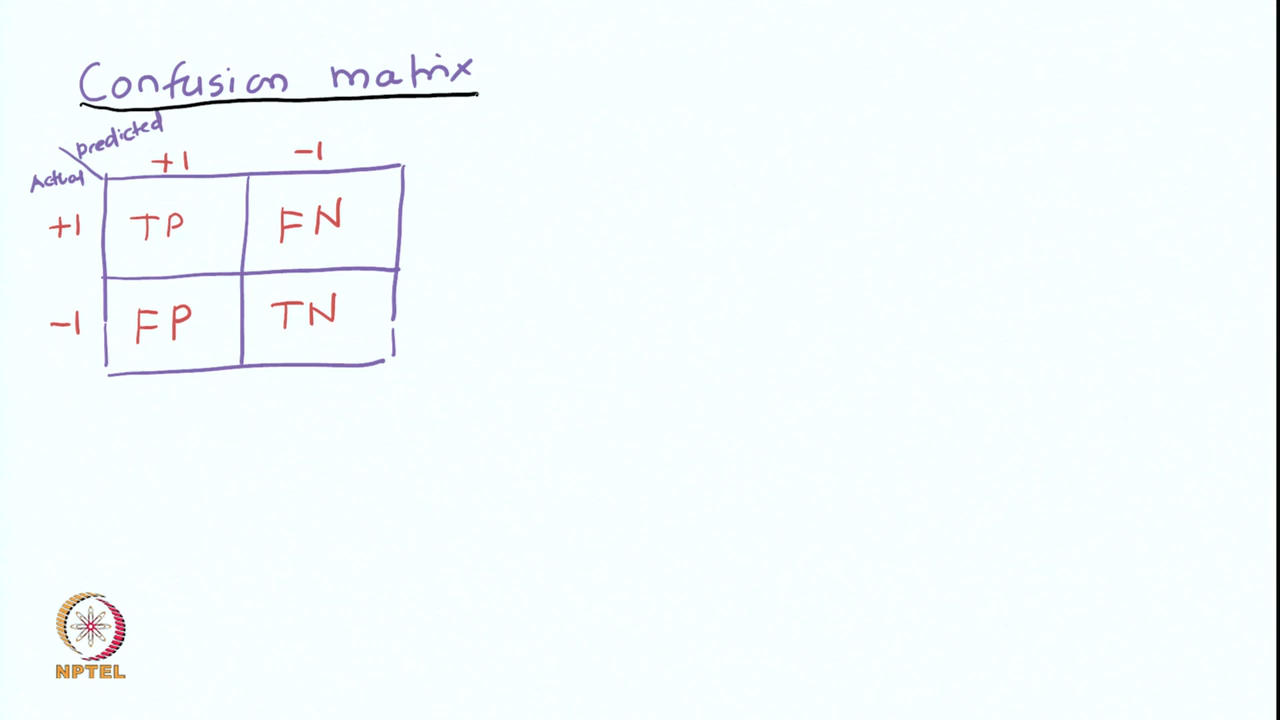 Confusion matrix
predicted
Actual
+1 -1
+1 TP FN
-1 FP TN
NPTEL